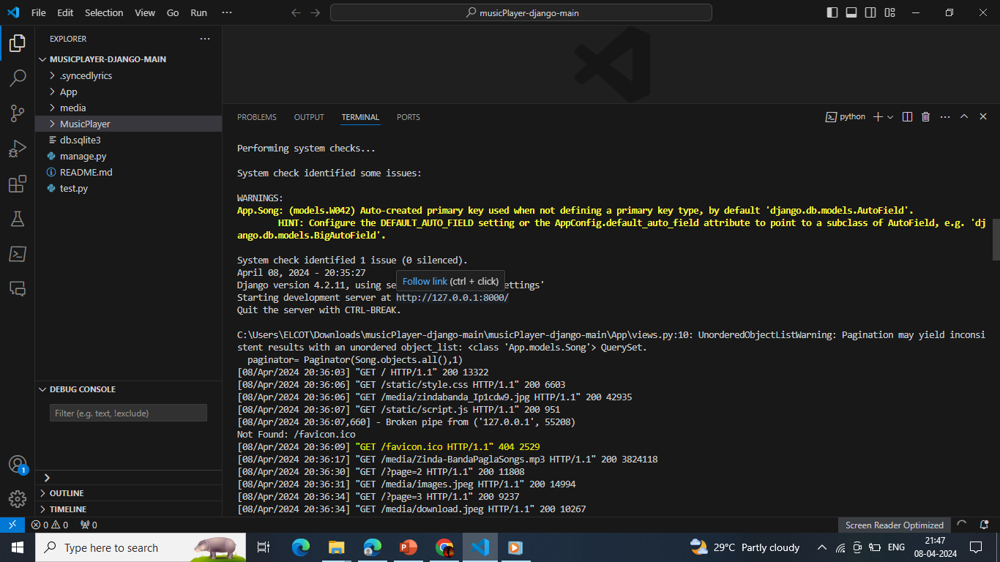 File Edit Selection View Go Run ...
musicPlayer-django-main
EXPLORER
MUSICPLAYER-DJANGO-MAIN
.syncedlyrics
App
media
MusicPlayer
db.sqlite3
manage.py
README.md
test.py
DEBUG CONSOLE
Filter (e.g. text, !exclude)
OUTLINE
TIMELINE
PROBLEMS OUTPUT TERMINAL PORTS
python
Performing system checks...
System check identified some issues:
WARNINGS:
App.Song: (models.W042) Auto-created primary key used when not defining a primary key type, by default 'django.db.models.AutoField'.
HINT: Configure the DEFAULT_AUTO_FIELD setting or the AppConfig.default_auto_field attribute to point to a subclass of AutoField, e.g. 'dj
ango.db.models.BigAutoField'.
System check identified 1 issue (0 silenced).
April 08, 2024 - 20:35:27
Follow link (ctrl + click)
Django version 4.2.11, using se ettings'
Starting development server at http://127.0.0.1:8000/
Quit the server with CTRL-BREAK.
C:\Users\ELCOT\Downloads\musicPlayer-django-main\musicPlayer-django-main\App\views.py:10: UnorderedObjectListWarning: Pagination may yield inconsi
stent results with an unordered object_list: <class 'App.models.Song'> QuerySet.
paginator= Paginator(Song.objects.all(),1)
[08/Apr/2024 20:36:03] "GET / HTTP/1.1" 200 13322
[08/Apr/2024 20:36:06] "GET /static/style.css HTTP/1.1" 200 6603
[08/Apr/2024 20:36:06] "GET /media/zindabanda_Ip1cdw9.jpg HTTP/1.1" 200 42935
[08/Apr/2024 20:36:07] "GET /static/script.js HTTP/1.1" 200 951
[08/Apr/2024 20:36:07,660] - Broken pipe from ('127.0.0.1', 55208)
Not Found: /favicon.ico
[08/Apr/2024 20:36:09] "GET /favicon.ico HTTP/1.1" 404 2529
[08/Apr/2024 20:36:17] "GET /media/Zinda-BandaPaglaSongs.mp3 HTTP/1.1" 200 3824118
[08/Apr/2024 20:36:30] "GET /?page=2 HTTP/1.1" 200 11808
[08/Apr/2024 20:36:31] "GET /media/images.jpeg HTTP/1.1" 200 14994
[08/Apr/2024 20:36:34] "GET /?page=3 HTTP/1.1" 200 9237
[08/Apr/2024 20:36:34] "GET /media/download.jpeg HTTP/1.1" 200 10267
1
0 0 0
Screen Reader Optimized
Type here to search
29°C Partly cloudy
ENG
21:47
08-04-2024